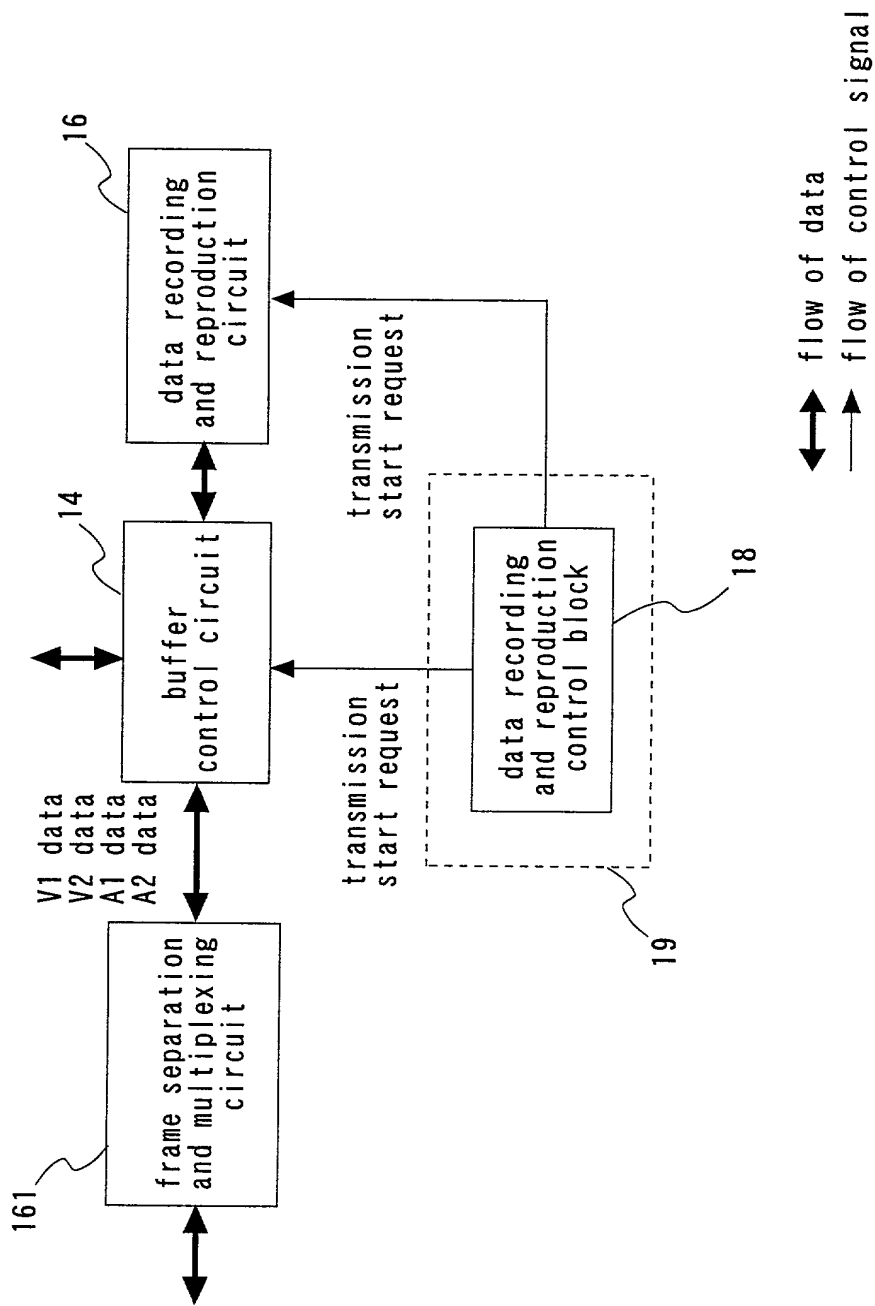 161
frame separation
and multiplexing
circuit
V1 data
V2 data
A1 data
A2 data
14
buffer
control circuit
16
data recording
and reproduction
circuit
transmission
start request
transmission
start request
19
data recording
and reproduction
control block
18
flow of data
flow of control signal